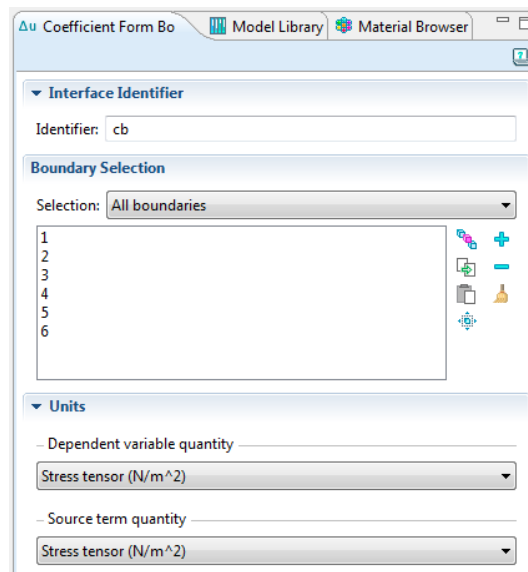 Δu Coefficient Form Bo Model Library Material Browser
Interface Identifier
Identifier: cb
Boundary Selection
Selection: All boundaries
1
2
3
4
5
6
Units
Dependent variable quantity
Stress tensor (N/m^2)
Source term quantity
Stress tensor (N/m^2)